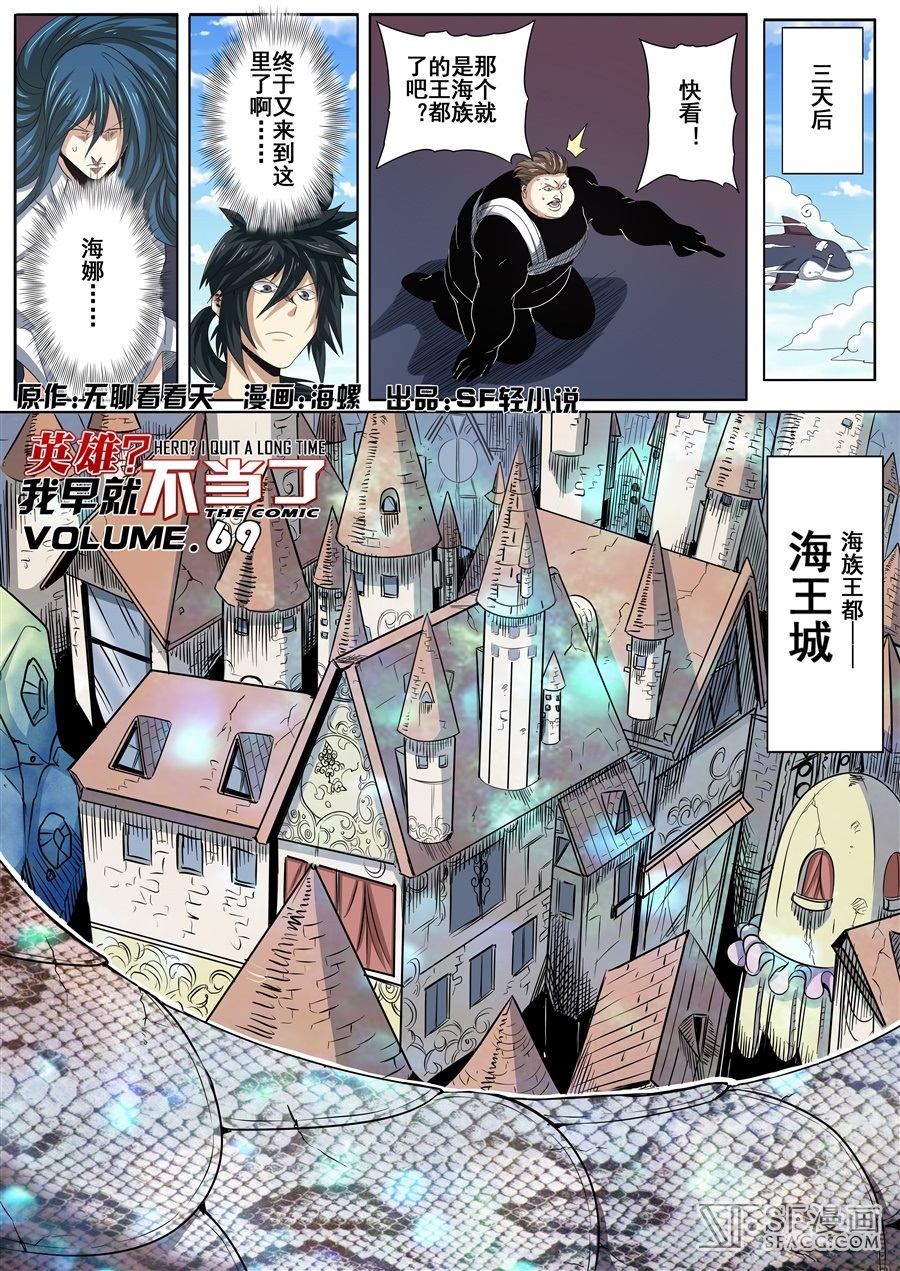 三天后
快看！
那个就
是海族
的王都
了吧？
终于又来到这
里了啊……
海娜……
原作：无聊看看天 漫画：海螺 出品：SF轻小说
英雄？
HERO? I QUIT A LONG TIME
我早就不当了
THE COMIC
VOLUME. 69
海族王都——
海王城
SF漫画
SFACG.COM